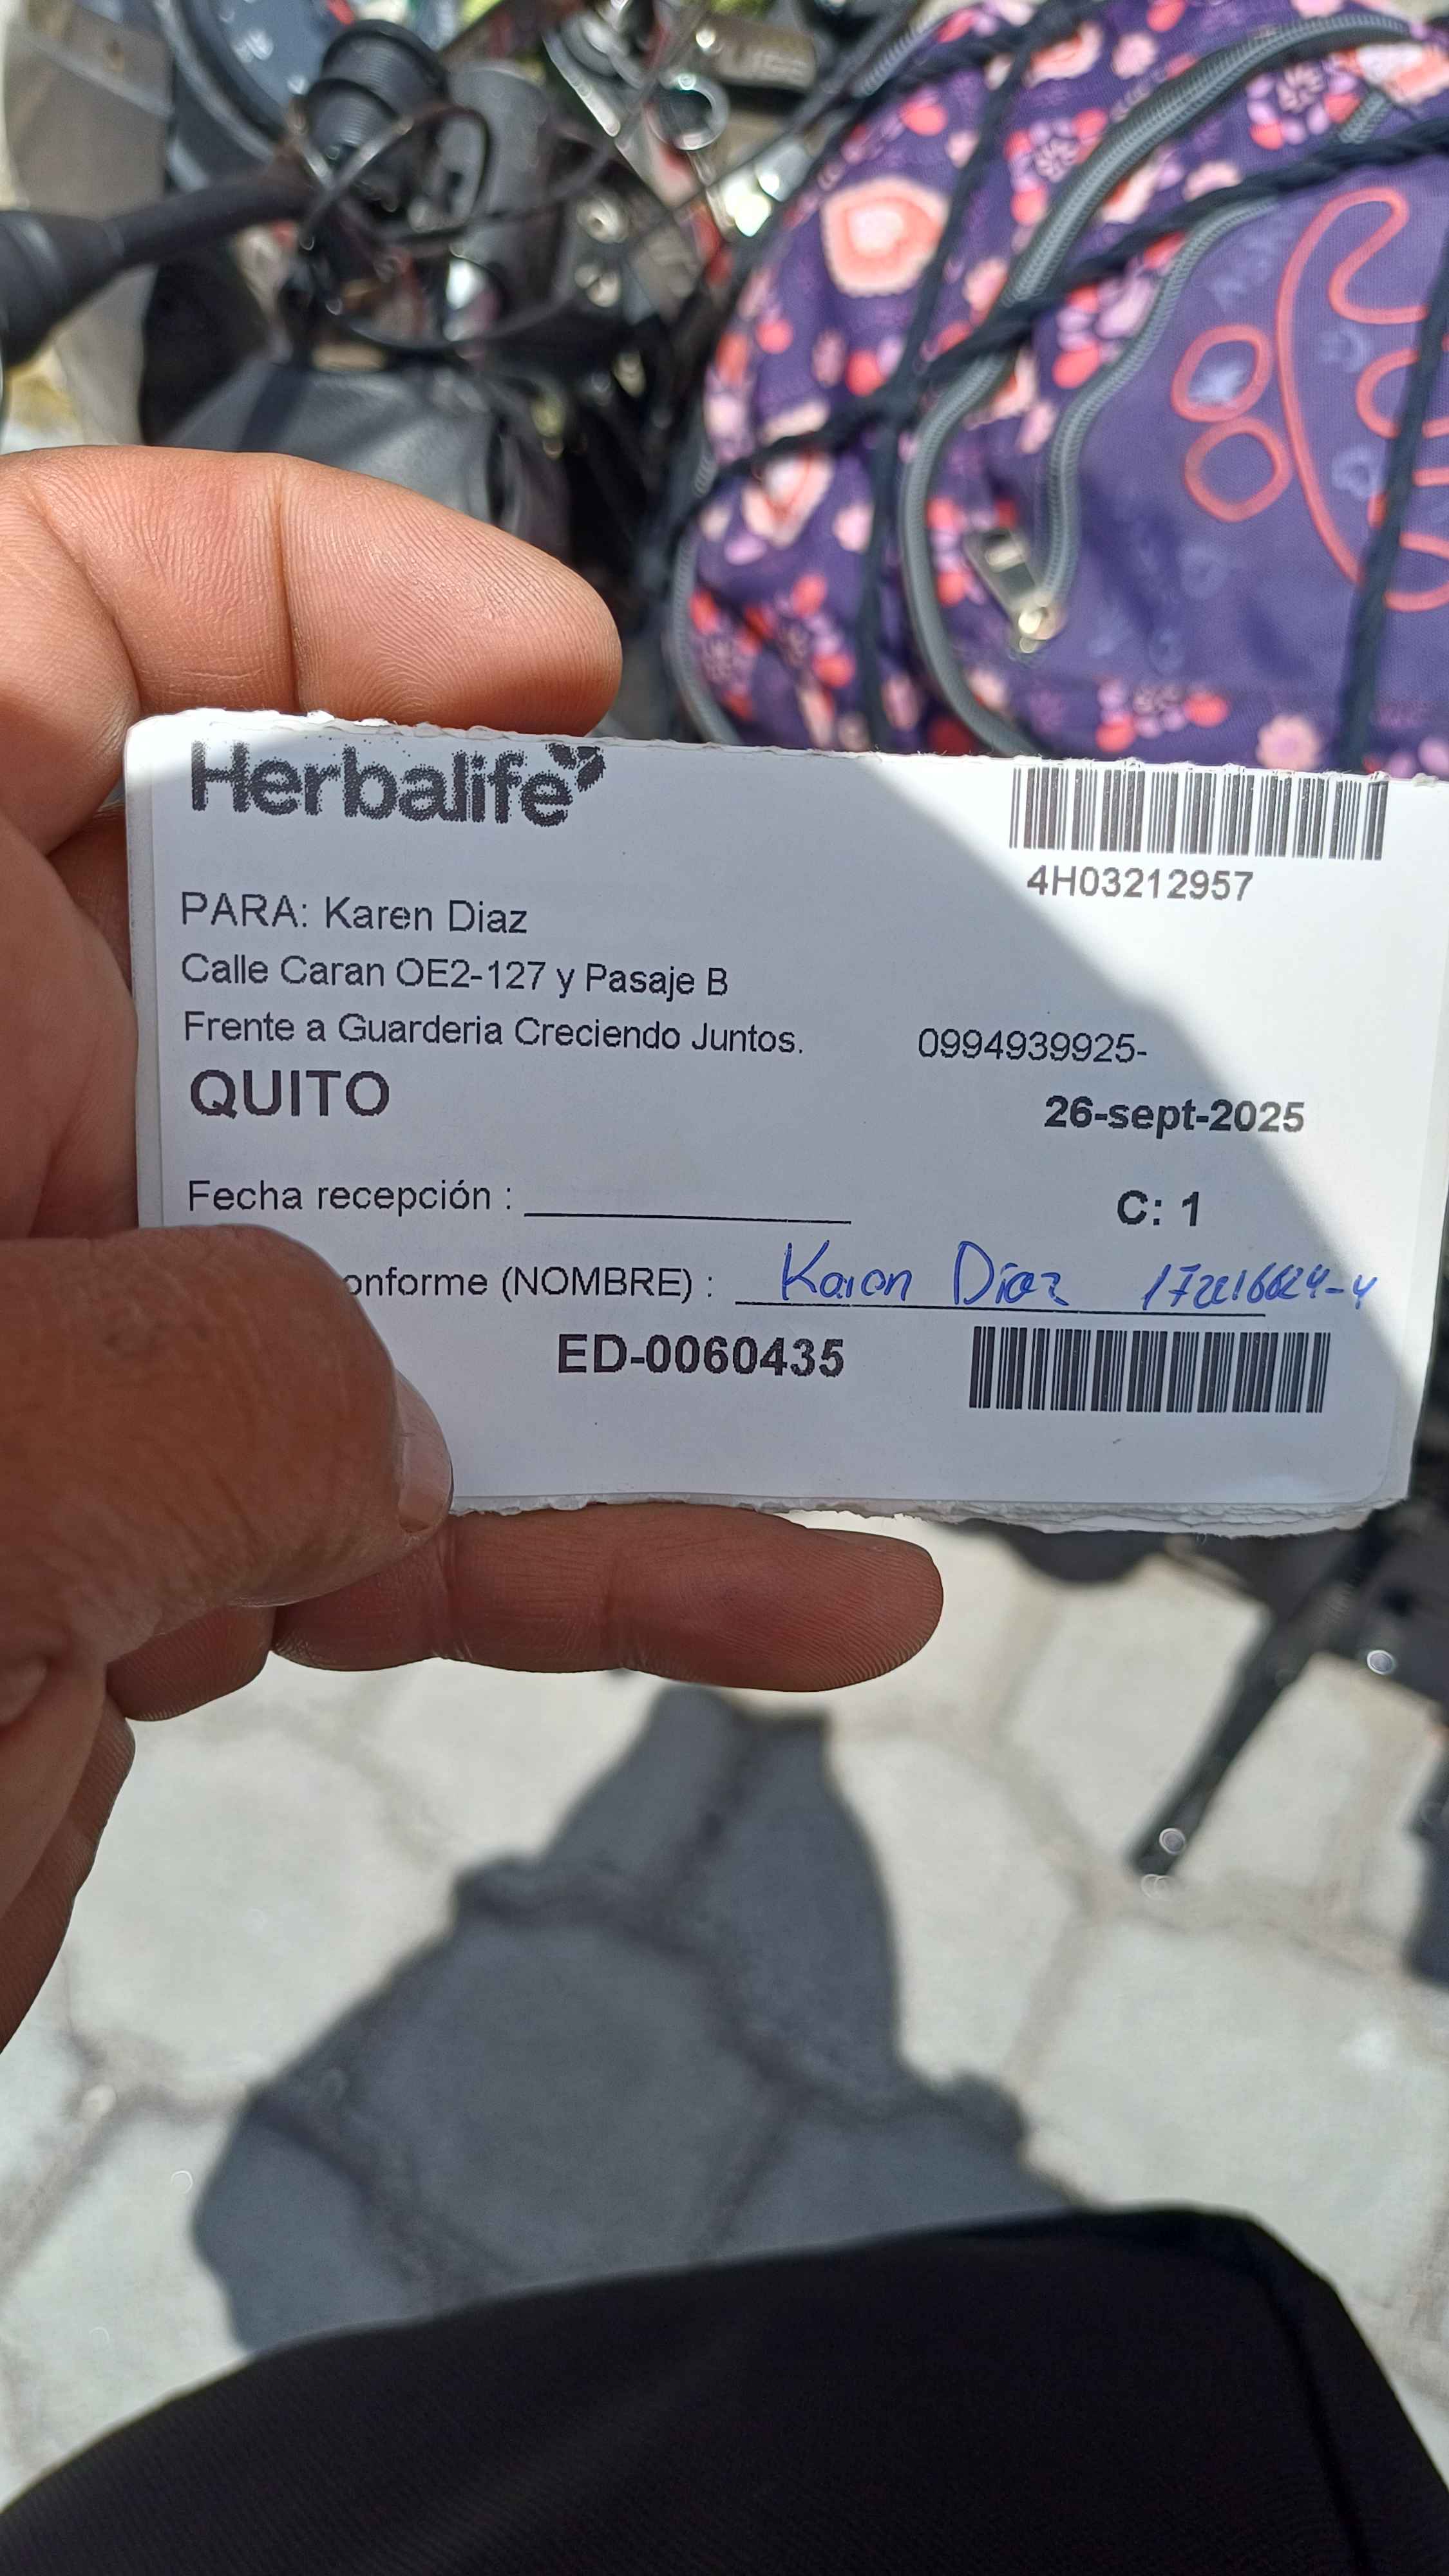 Herbalife
4H03212957
PARA: Karen Diaz
Calle Caran OE2-127 y Pasaje B
Frente a Guarderia Creciendo Juntos.
0994939925-
QUITO
26-sept-2025
Fecha recepción :
C: 1
onforme (NOMBRE) : Karen Diaz
ED-0060435